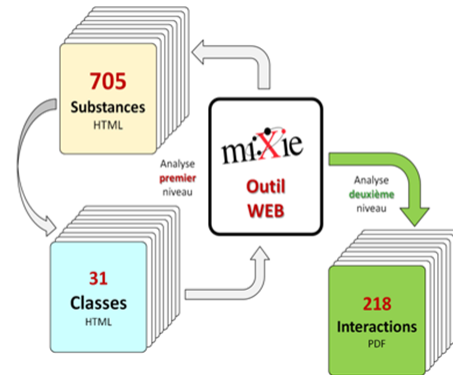 705
Substances
HTML
miXie
Outil
WEB
Analyse
premier
niveau
Analyse
deuxième
niveau
31
Classes
HTML
218
Interactions
PDF